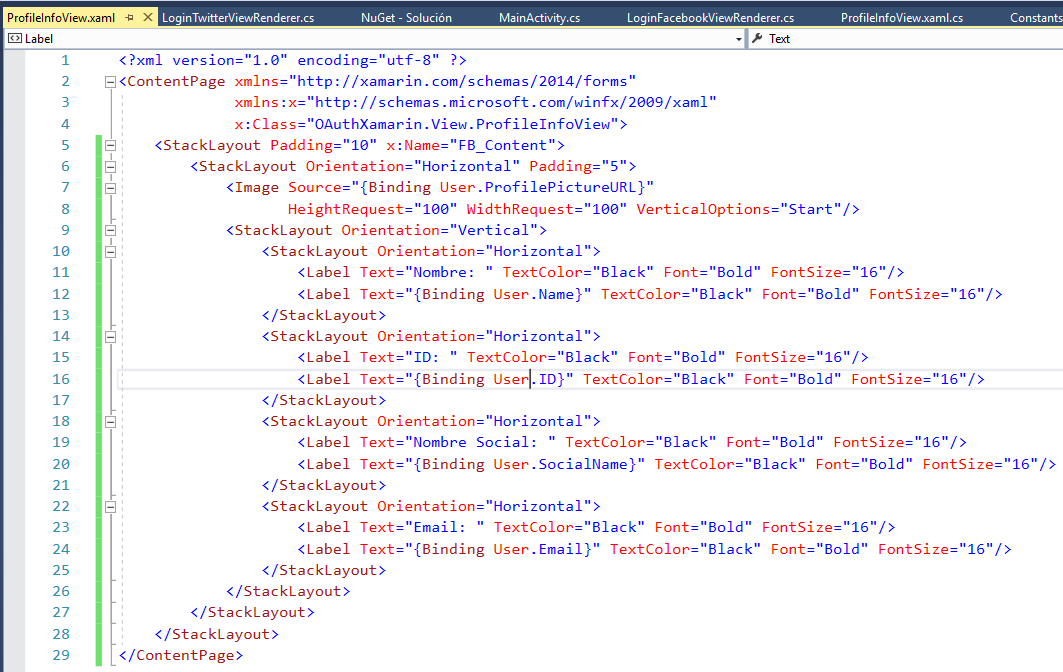 ProfileInfoView.xaml LoginTwitterViewRenderer.cs NuGet - Solución MainActivity.cs LoginFacebookViewRenderer.cs ProfileInfoView.xaml.cs Constants
Label Text
1 <?xml version="1.0" encoding="utf-8" ?>
2 <ContentPage xmlns="http://xamarin.com/schemas/2014/forms"
3 xmlns:x="http://schemas.microsoft.com/winfx/2009/xaml"
4 x:Class="OAuthXamarin.View.ProfileInfoView">
5 <StackLayout Padding="10" x:Name="FB_Content">
6 <StackLayout Orientation="Horizontal" Padding="5">
7 <Image Source="{Binding User.ProfilePictureURL}"
8 HeightRequest="100" WidthRequest="100" VerticalOptions="Start"/>
9 <StackLayout Orientation="Vertical">
10 <StackLayout Orientation="Horizontal">
11 <Label Text="Nombre: " TextColor="Black" Font="Bold" FontSize="16"/>
12 <Label Text="{Binding User.Name}" TextColor="Black" Font="Bold" FontSize="16"/>
13 </StackLayout>
14 <StackLayout Orientation="Horizontal">
15 <Label Text="ID: " TextColor="Black" Font="Bold" FontSize="16"/>
16 <Label Text="{Binding User.ID}" TextColor="Black" Font="Bold" FontSize="16"/>
17 </StackLayout>
18 <StackLayout Orientation="Horizontal">
19 <Label Text="Nombre Social: " TextColor="Black" Font="Bold" FontSize="16"/>
20 <Label Text="{Binding User.SocialName}" TextColor="Black" Font="Bold" FontSize="16"/>
21 </StackLayout>
22 <StackLayout Orientation="Horizontal">
23 <Label Text="Email: " TextColor="Black" Font="Bold" FontSize="16"/>
24 <Label Text="{Binding User.Email}" TextColor="Black" Font="Bold" FontSize="16"/>
25 </StackLayout>
26 </StackLayout>
27 </StackLayout>
28 </StackLayout>
29 </ContentPage>